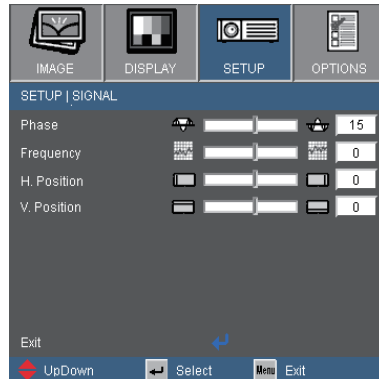 IMAGE DISPLAY SETUP OPTIONS
SETUP | SIGNAL
Phase 15
Frequency 0
H. Position 0
V. Position 0
Exit
UpDown Select Menu Exit